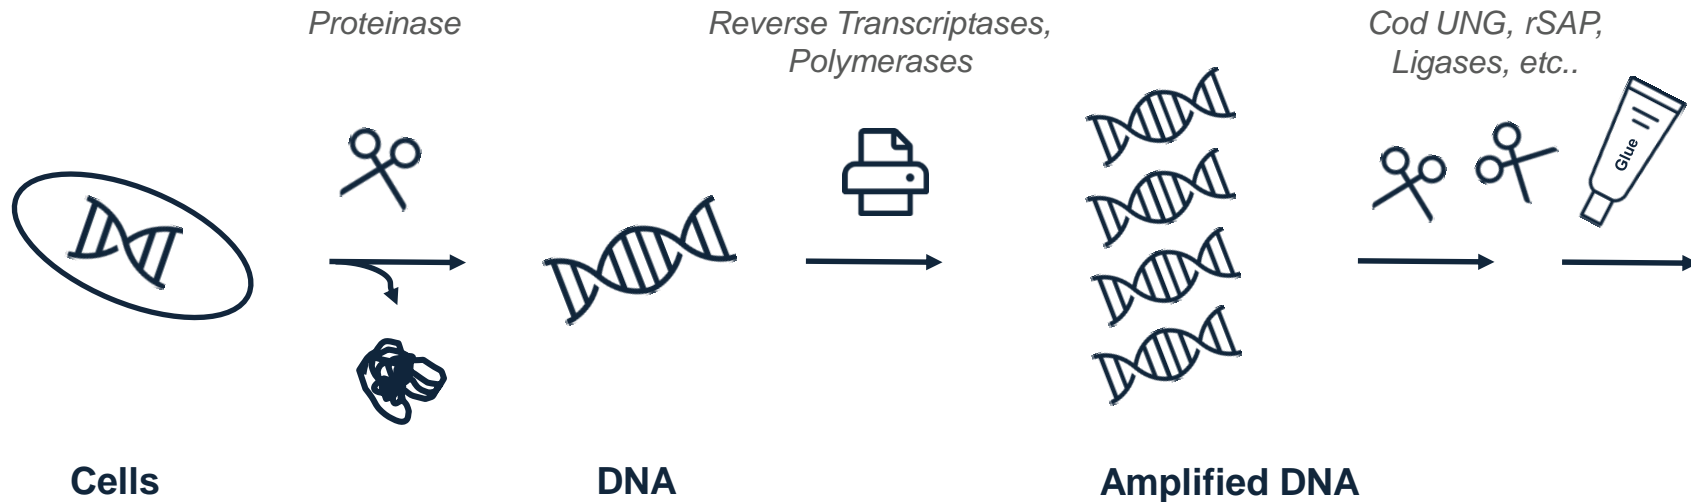 Proteinase
Reverse Transcriptases,
Polymerases
Cod UNG, rSAP,
Ligases, etc..
Glue
Cells
DNA
Amplified DNA